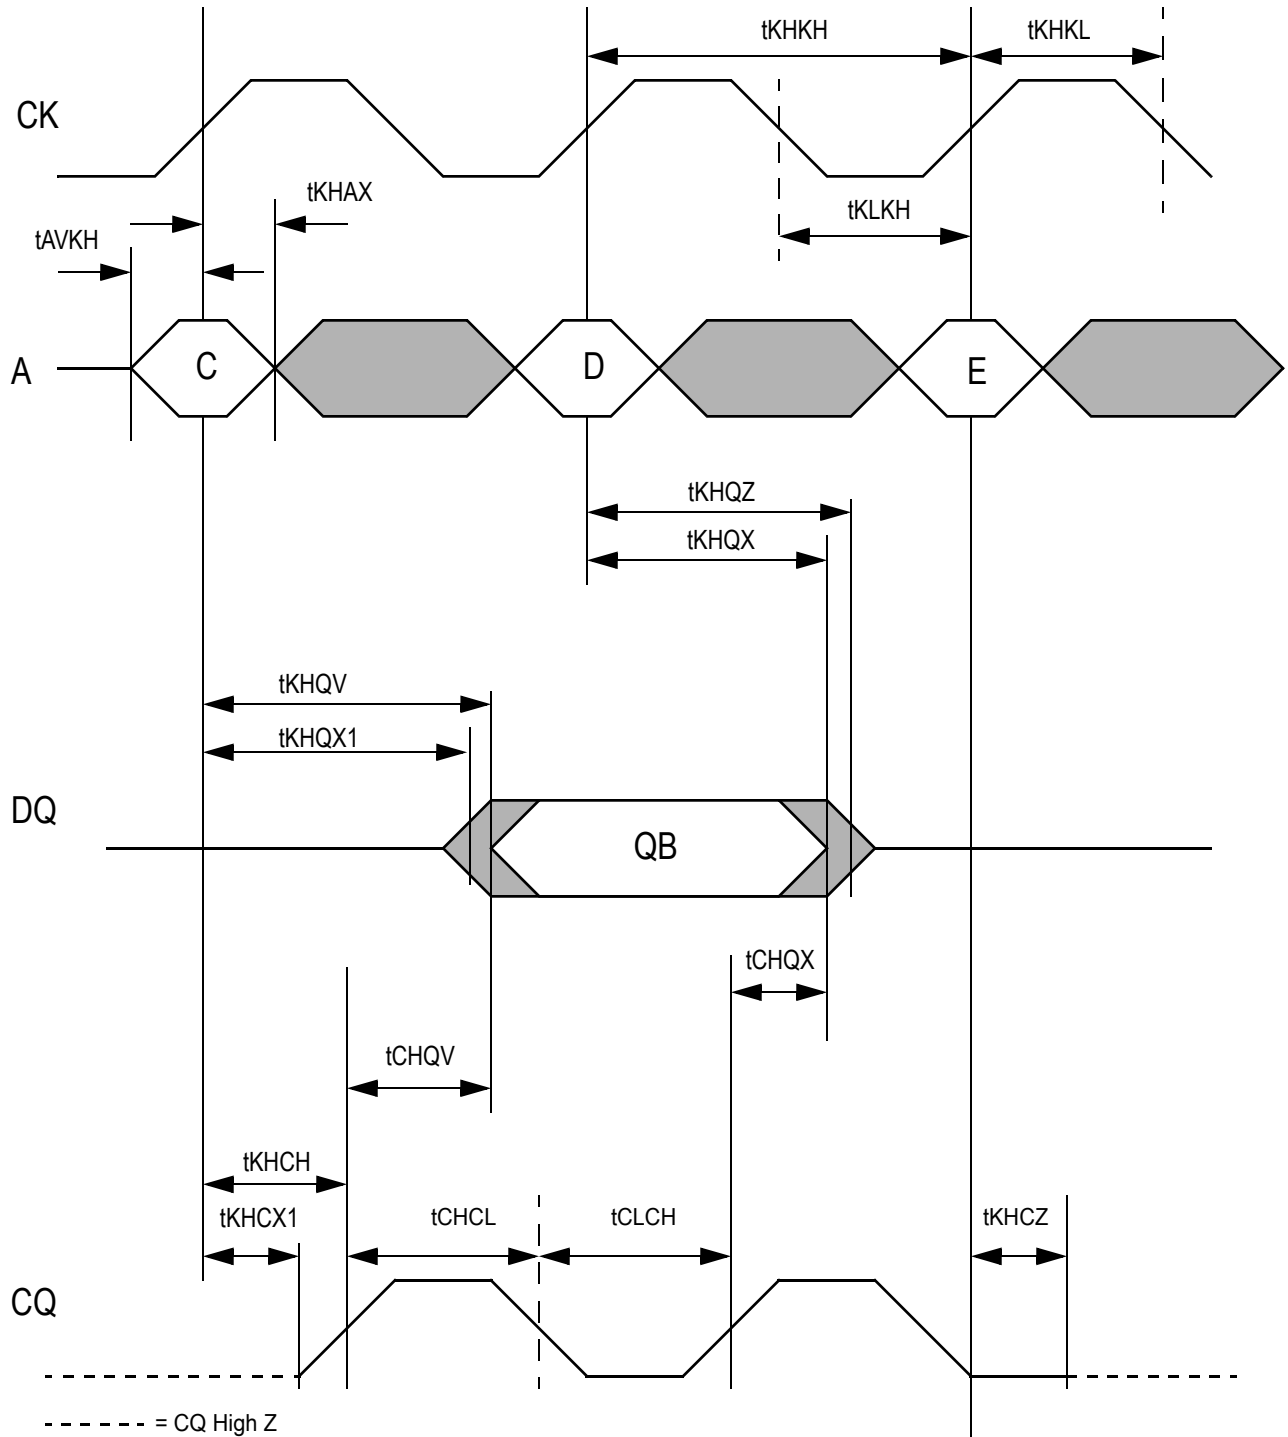 tKHKH
tKHKL
CK
tKHAX
tKLKH
tAVKH
A
C
D
E
tKHQZ
tKHQX
tKHQV
tKHQX1
DQ
QB
tCHQX
tCHQV
tKHCH
tKHCX1
tCHCL
tCLCH
tKHCZ
CQ
= CQ High Z